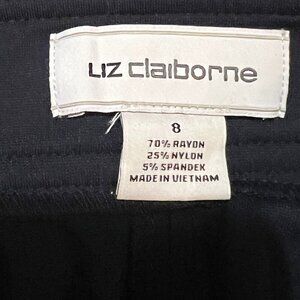 LIZ claiborne
8
70% RAYON
25% NYLON
5% SPANDEX
MADE IN VIETNAM